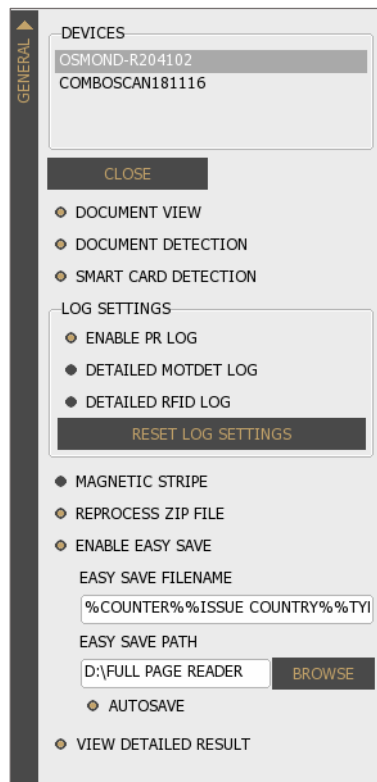 GENERAL
DEVICES
OSMOND-R204102
COMBOSCAN181116
CLOSE
DOCUMENT VIEW
DOCUMENT DETECTION
SMART CARD DETECTION
LOG SETTINGS
ENABLE PR LOG
DETAILED MOTDET LOG
DETAILED RFID LOG
RESET LOG SETTINGS
MAGNETIC STRIPE
REPROCESS ZIP FILE
ENABLE EASY SAVE
EASY SAVE FILENAME
%COUNTER%%ISSUE COUNTRY%%TYI
EASY SAVE PATH
D:\FULL PAGE READER
BROWSE
AUTOSAVE
VIEW DETAILED RESULT